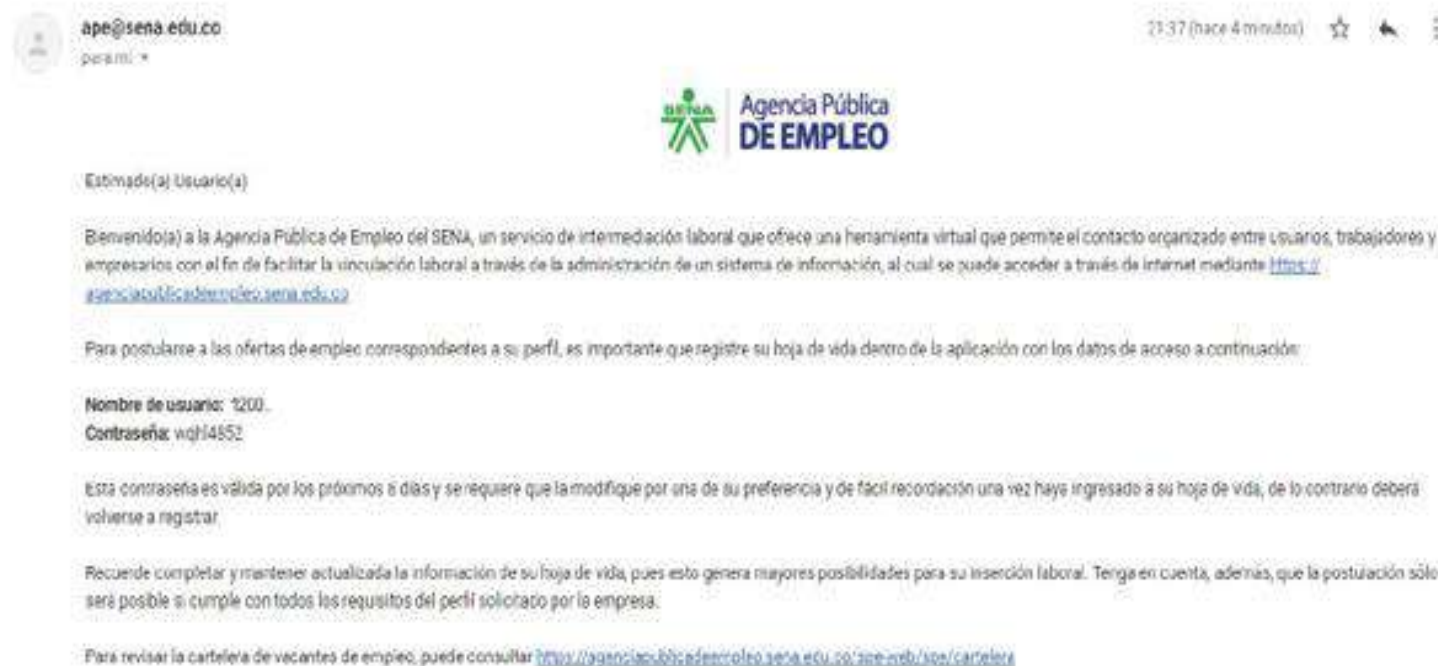 ape@sena.edu.co
21:37 (hace 4 minutos)
para mí
SENA
Agencia Pública
DE EMPLEO
Estimado(a) Usuario(a)
Bienvenido(a) a la Agencia Pública de Empleo del SENA, un servicio de intermediación laboral que ofrece una herramienta virtual que permite el contacto organizado entre usuarios, trabajadores y
empresarios con el fin de facilitar la vinculación laboral a través de la administración de un sistema de información, al cual se puede acceder a través de internet mediante https://
agenciapublicadeempleo.sena.edu.co
Para postularse a las ofertas de empleo correspondientes a su perfil, es importante que registre su hoja de vida dentro de la aplicación con los datos de acceso a continuación:
Nombre de usuario: 1200..
Contraseña:
Esta contraseña es válida por los próximos 8 días y se requiere que la modifique por una de su preferencia y de fácil recordación una vez haya ingresado a su hoja de vida, de lo contrario deberá
volverse a registrar
Recuerde completar y mantener actualizada la información de su hoja de vida, pues esto genera mayores posibilidades para su inserción laboral. Tenga en cuenta, además, que la postulación sólo
será posible si cumple con todos los requisitos del perfil solicitado por la empresa.
Para revisar la cartelera de vacantes de empleo, puede consultar https://agenciapublicadeempleo.sena.edu.co/spe-web/spe/cartelera